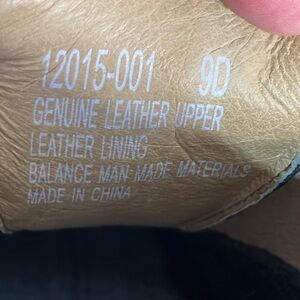 12015-001 9D
GENUINE LEATHER UPPER
LEATHER LINING
BALANCE MAN MADE MATERIALS
MADE IN CHINA